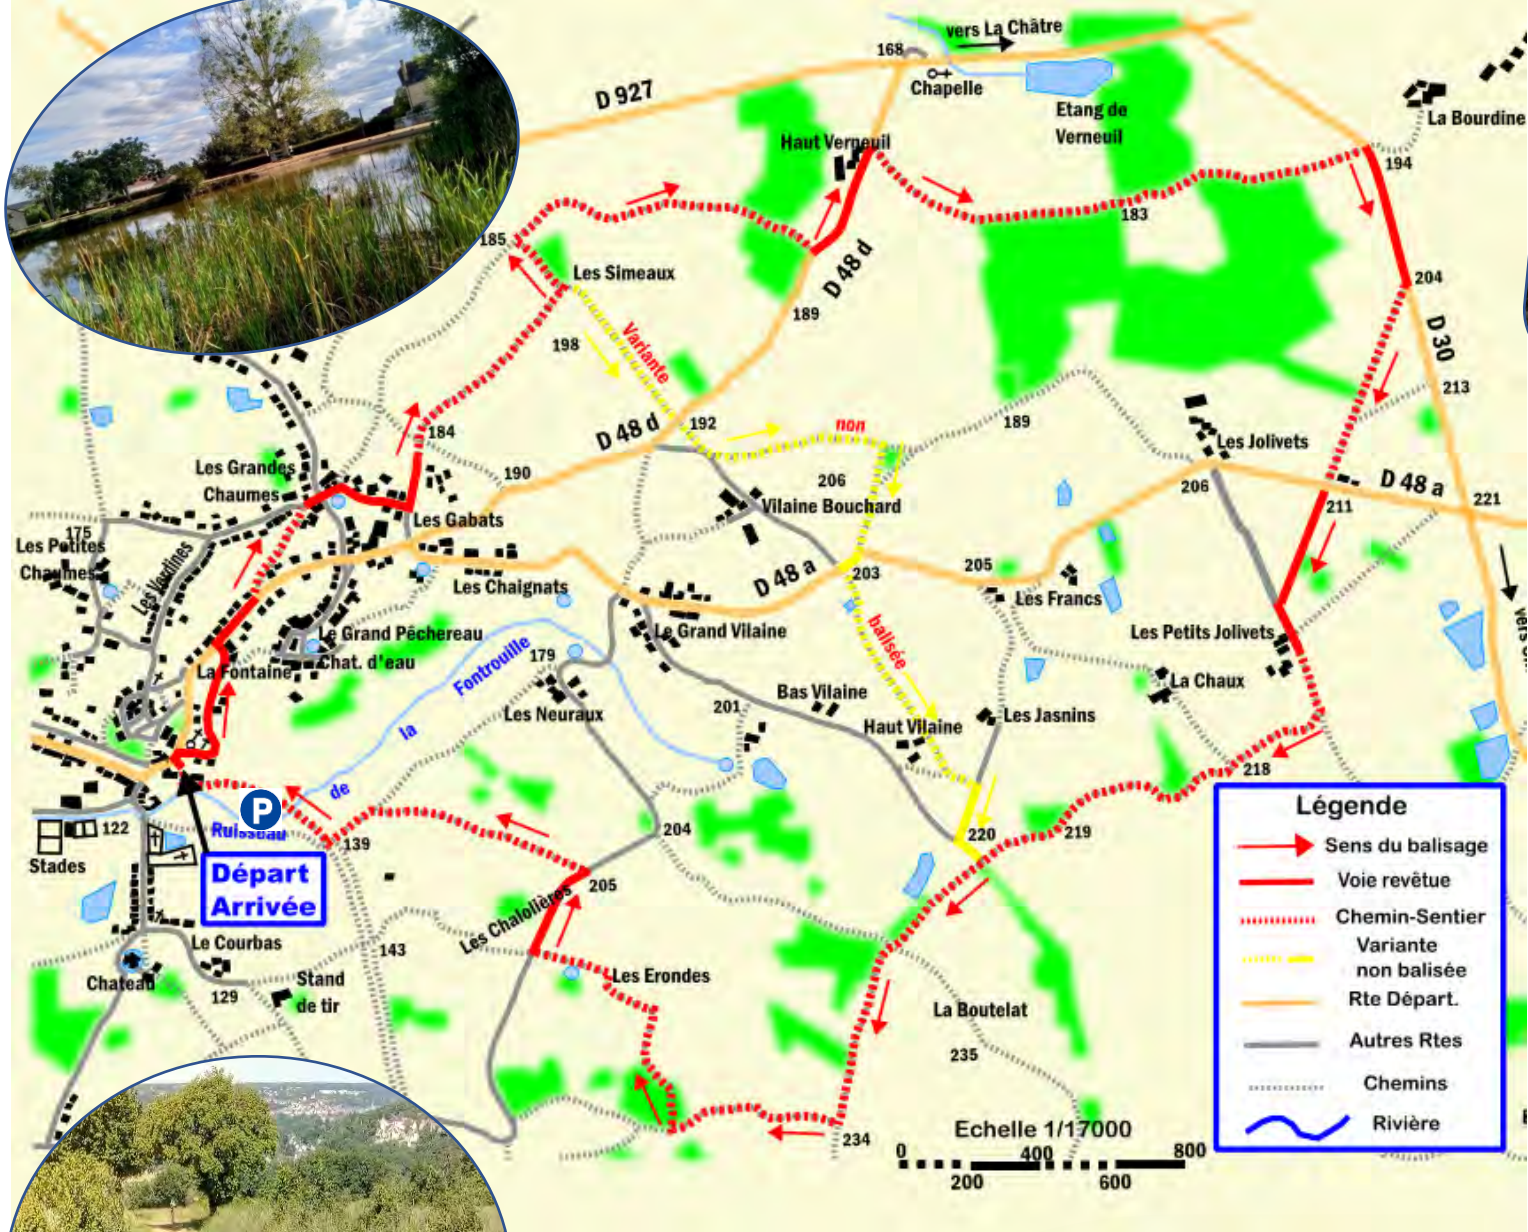 vers La Châtre
168
Chapelle
D 927
Etang de
Verneuil
La Bourdine
Haut Verneuil
194
183
185
Les Simeaux
D 48 d
204
189
198
Variante
D 30
213
192
non
189
184
D 48 d
Les Jolivets
Les Grandes
Chaumes
190
206
Vilaine Bouchard
206
D 48 a
221
211
Les Gabats
175
Les Petites
Chaumes
Les Verdines
Les Chaignats
D 48 a
203
205
Les Francs
vers
Le Grand Pêchereau
Chat. d'eau
Le Grand Vilaine
balisée
Les Petits Jolivets
La Fontaine
179
Fontrouille
La Chaux
Bas Vilaine
Les Neuraux
201
Haut Vilaine
Les Jasnins
la
218
de
P
Ruisseau
122
Stades
139
204
220
219
Départ
Arrivée
205
Les Chalolières
Le Courbas
143
Chateau
129
Stand
de tir
Les Erondes
La Boutelat
235
234
Echelle 1/17000
0
400
800
200
600
Légende
Sens du balisage
Voie revêtue
Chemin-Sentier
Variante
non balisée
Rte Départ.
Autres Rtes
Chemins
Rivière